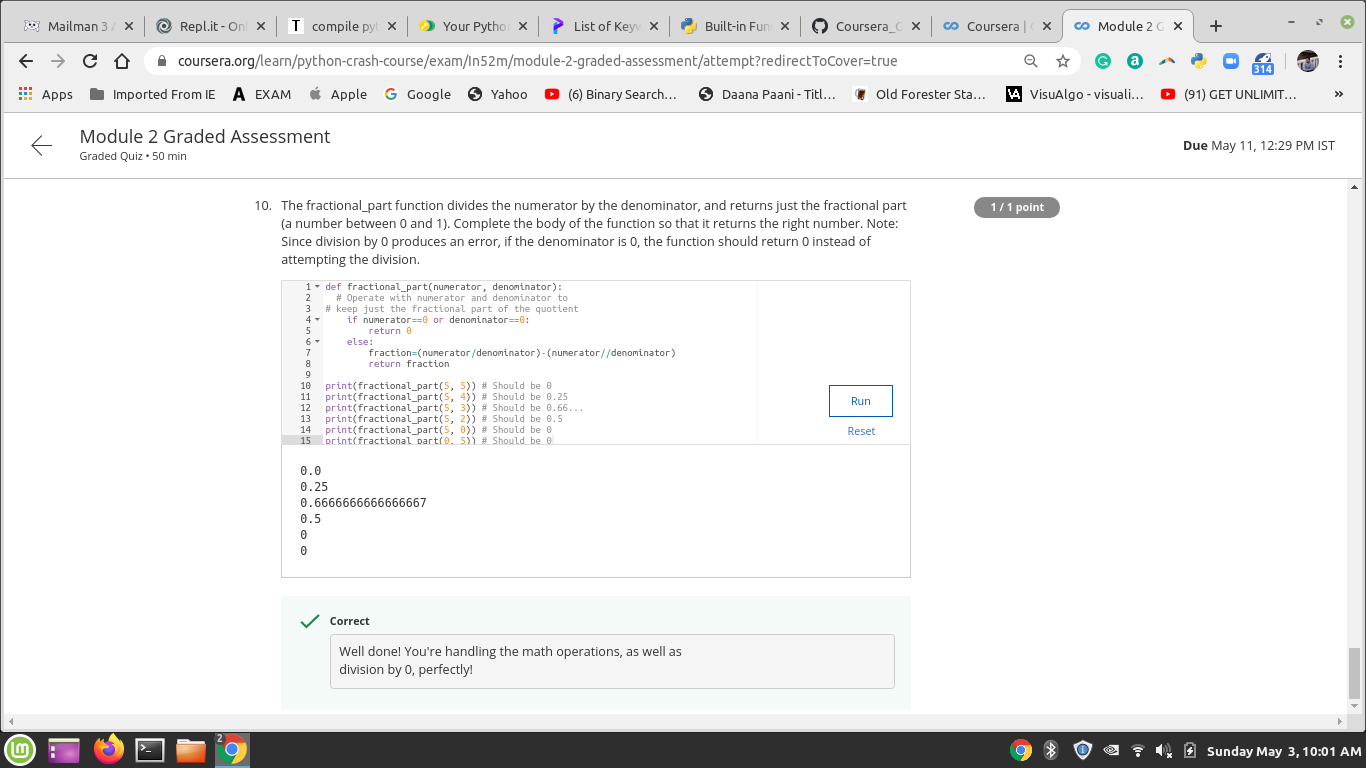 Mailman 3 A
Repl.it - Onl
T compile pyt
Your Pytho
List of Keyw
Built-in Fun
Coursera_G
Coursera | 
Module 2 G
coursera.org/learn/python-crash-course/exam/In52m/module-2-graded-assessment/attempt?redirectToCover=true
314
Apps
Imported From IE
EXAM
Apple
Google
Yahoo
(6) Binary Search...
Daana Paani - Titl...
Old Forester Sta...
VA VisuAlgo - visuali...
(91) GET UNLIMIT...
»
Module 2 Graded Assessment
Graded Quiz • 50 min
Due May 11, 12:29 PM IST
10. The fractional_part function divides the numerator by the denominator, and returns just the fractional part
(a number between 0 and 1). Complete the body of the function so that it returns the right number. Note:
Since division by 0 produces an error, if the denominator is 0, the function should return 0 instead of
attempting the division.
1 / 1 point
1 def fractional_part(numerator, denominator):
2 # Operate with numerator and denominator to
3 # keep just the fractional part of the quotient
4 if numerator==0 or denominator==0:
5 return 0
6 else:
7 fraction=(numerator/denominator)-(numerator//denominator)
8 return fraction
9
10 print(fractional_part(5, 5)) # Should be 0
11 print(fractional_part(5, 4)) # Should be 0.25
12 print(fractional_part(5, 3)) # Should be 0.66...
13 print(fractional_part(5, 2)) # Should be 0.5
14 print(fractional_part(5, 0)) # Should be 0
15 print(fractional_part(0, 5)) # Should be 0
Run
Reset
0.0
0.25
0.6666666666666667
0.5
0
0
Correct
Well done! You're handling the math operations, as well as
division by 0, perfectly!
2
Sunday May 3, 10:01 AM